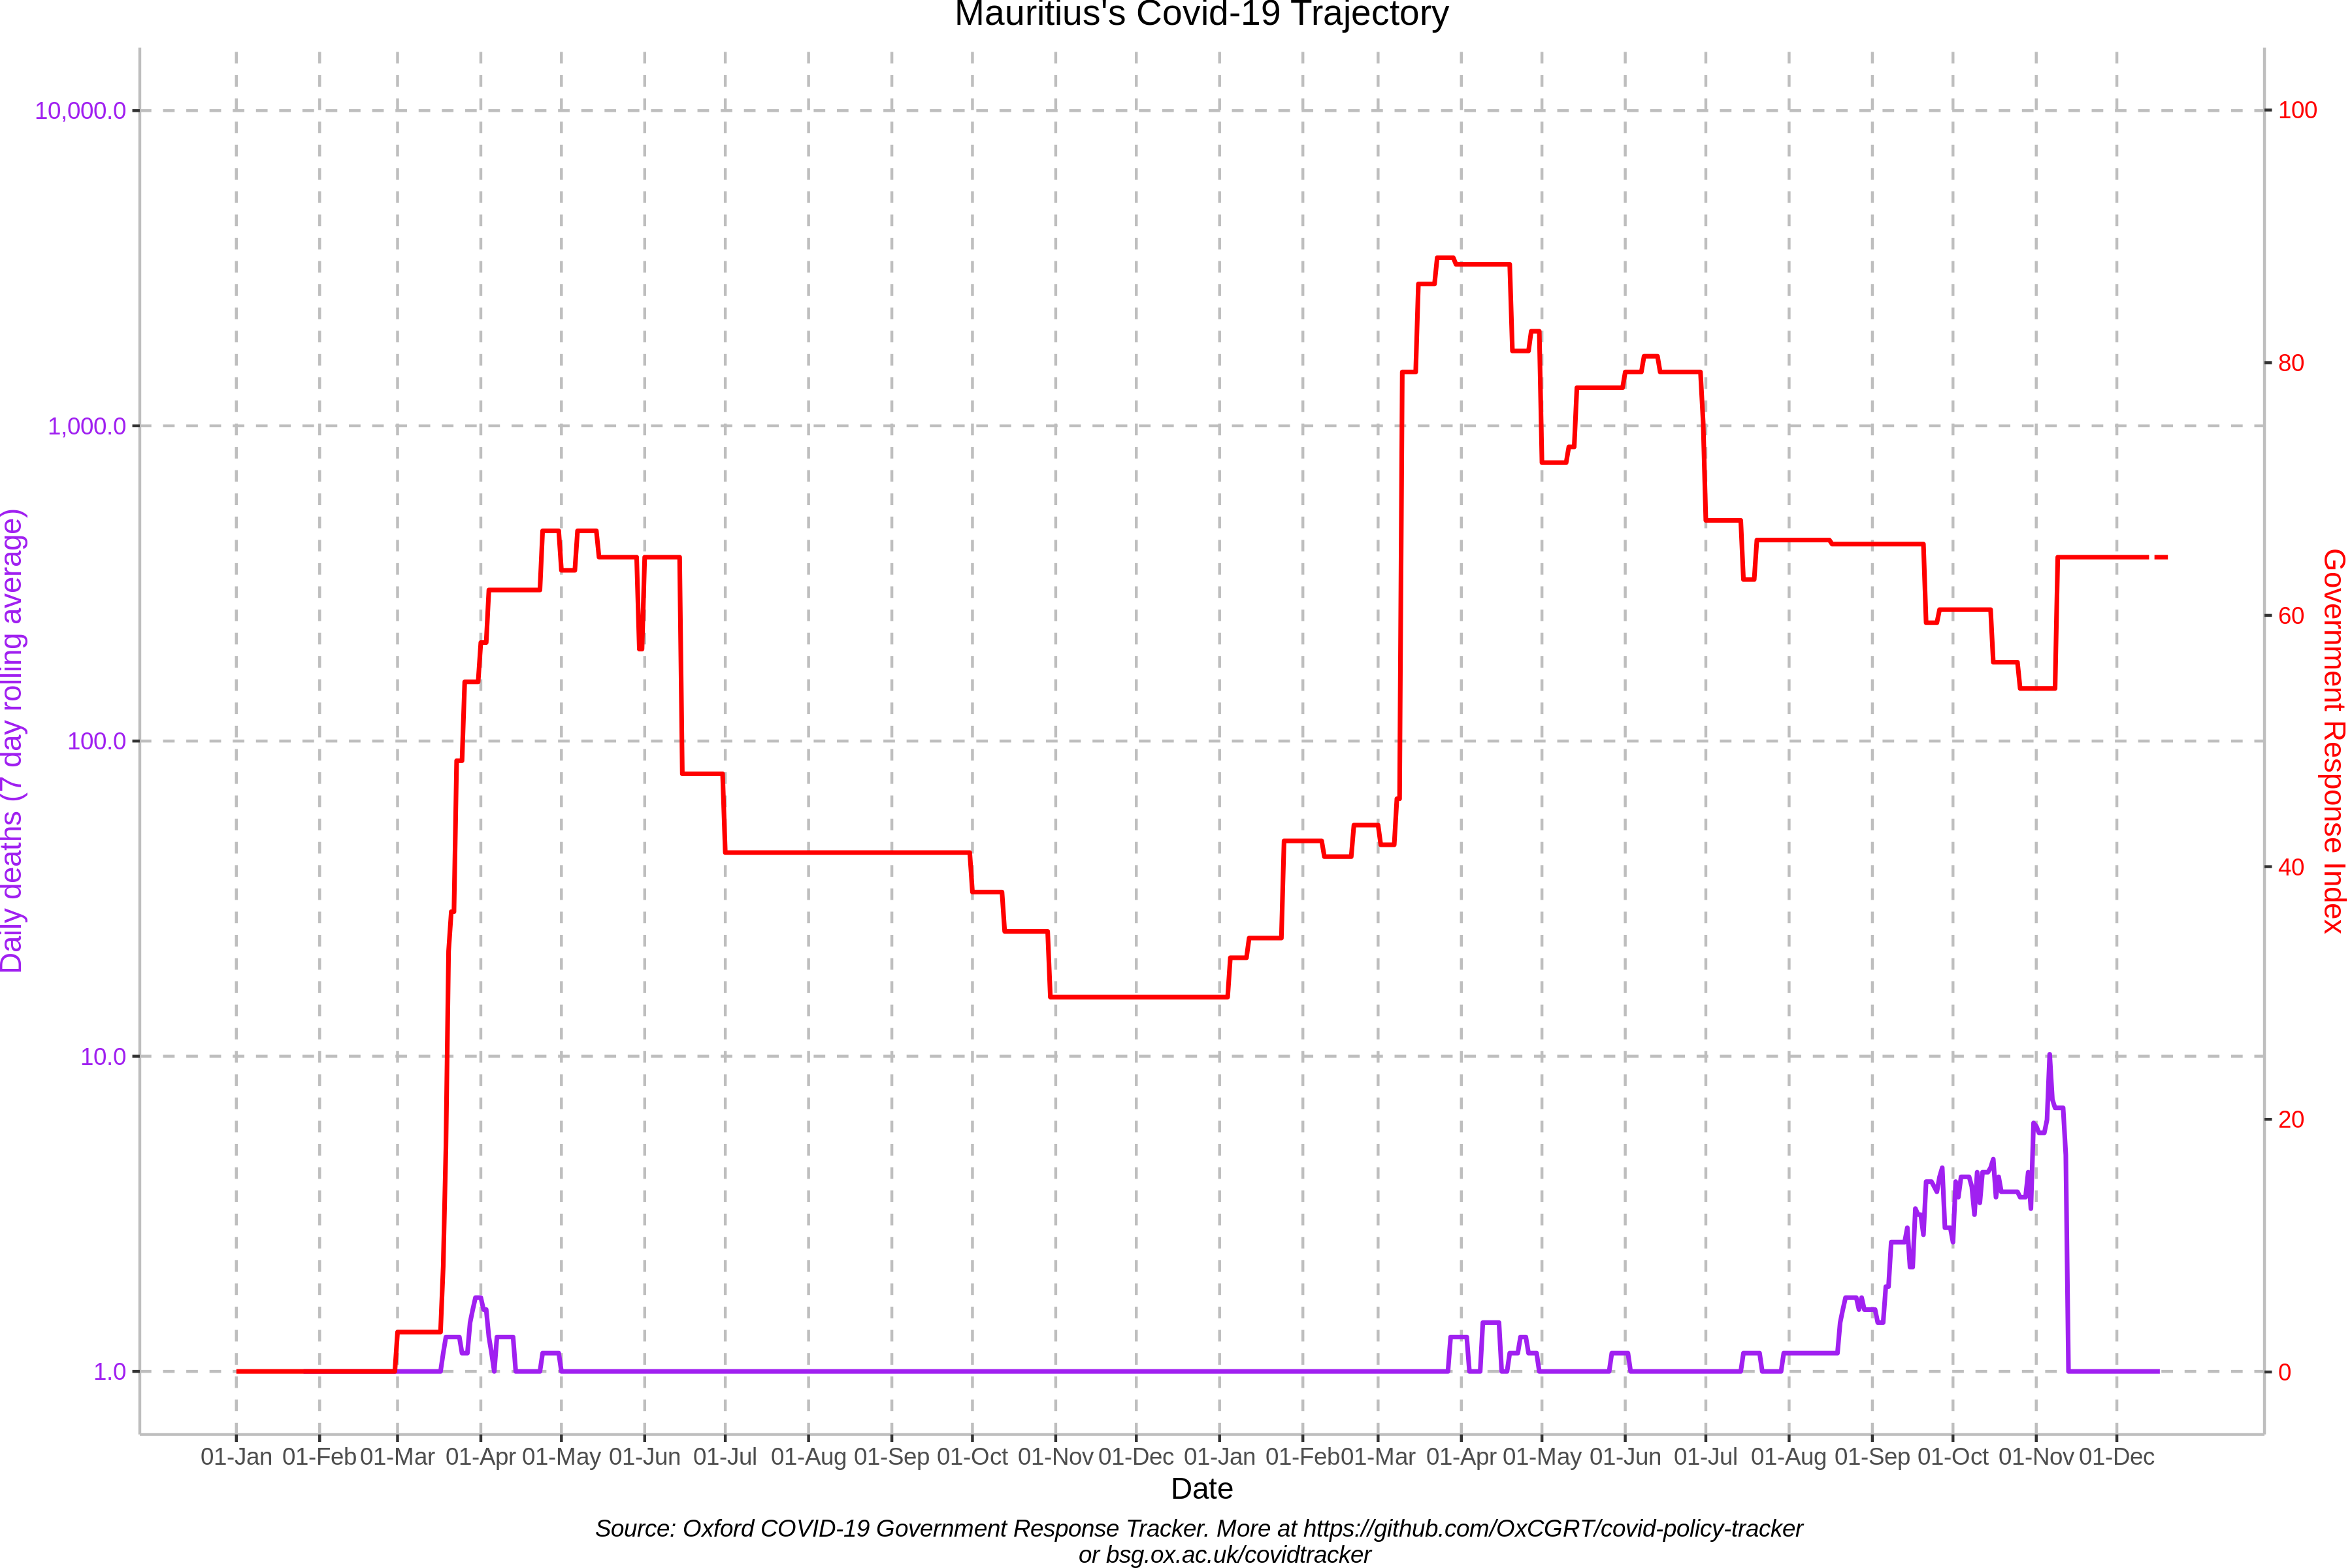 Mauritius's Covid-19 Trajectory
10,000.0
1,000.0
100.0
10.0
1.0
Daily deaths (7 day rolling average)
100
80
60
40
20
0
Government Response Index
01-Jan 01-Feb 01-Mar 01-Apr 01-May 01-Jun 01-Jul 01-Aug 01-Sep 01-Oct 01-Nov 01-Dec 01-Jan 01-Feb 01-Mar 01-Apr 01-May 01-Jun 01-Jul 01-Aug 01-Sep 01-Oct 01-Nov 01-Dec
Date
Source: Oxford COVID-19 Government Response Tracker. More at https://github.com/OxCGRT/covid-policy-tracker
or bsg.ox.ac.uk/covidtracker